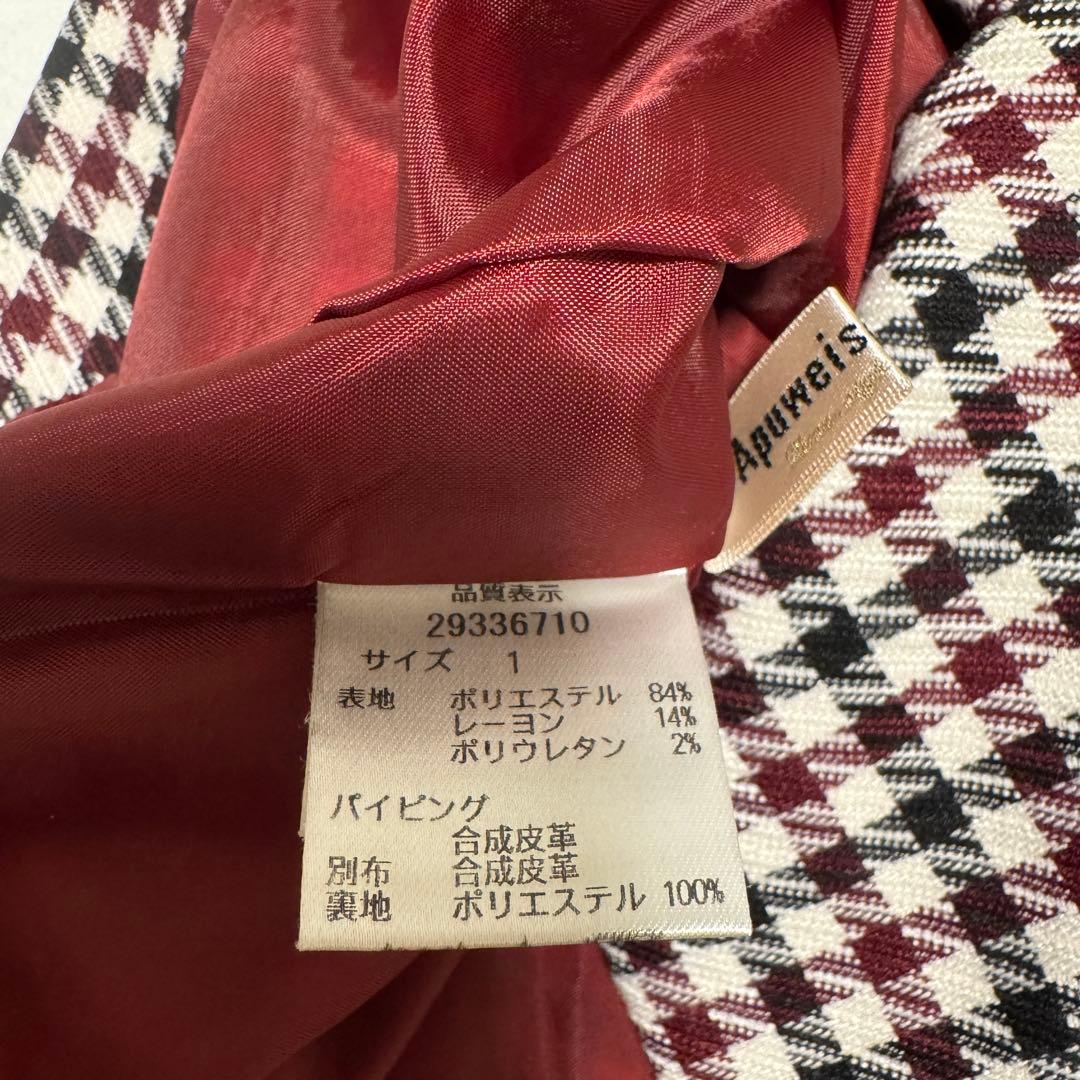 Apuweis
品質表示
29336710
サイズ 1
表地 ポリエステル 84%
レーヨン 14%
ポリウレタン 2%
パイピング
合成皮革
別布 合成皮革
裏地 ポリエステル 100%